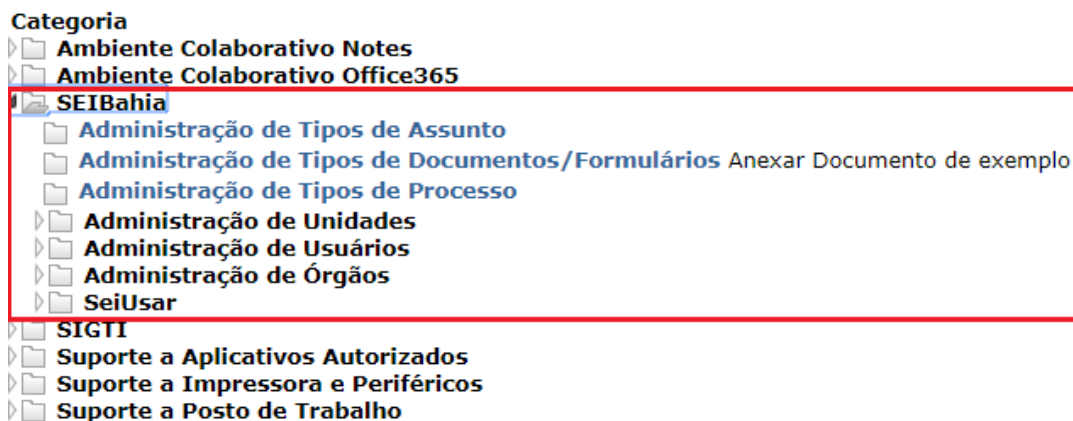 Categoria
Ambiente Colaborativo Notes
Ambiente Colaborativo Office365
SEIBahia
Administração de Tipos de Assunto
Administração de Tipos de Documentos/Formulários Anexar Documento de exemplo
Administração de Tipos de Processo
Administração de Unidades
Administração de Usuários
Administração de Órgãos
SeiUsar
SIGTI
Suporte a Aplicativos Autorizados
Suporte a Impressora e Periféricos
Suporte a Posto de Trabalho